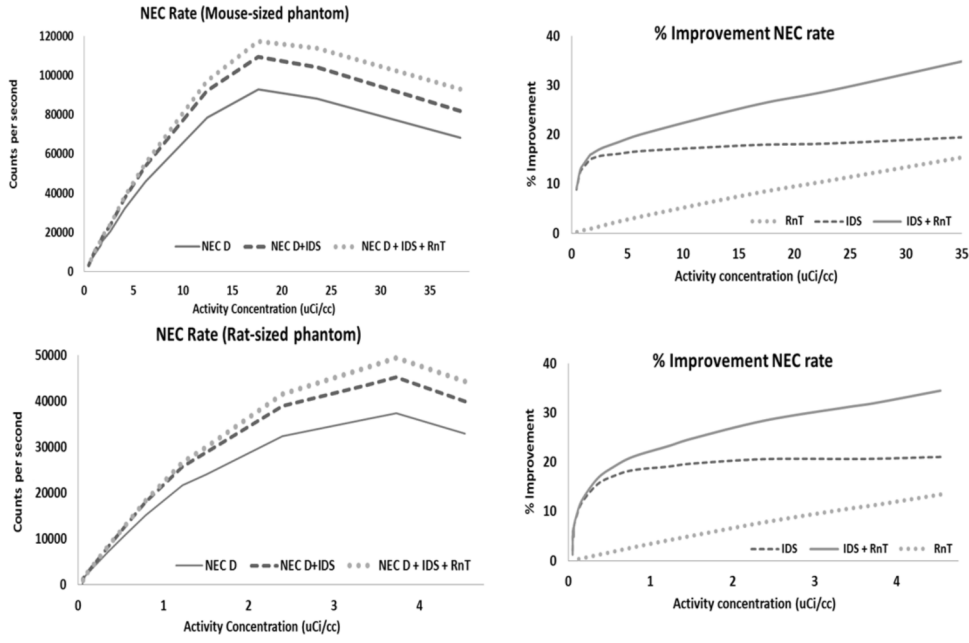 NEC Rate (Mouse-sized phantom)
Counts per second
120000
100000
80000
60000
40000
20000
0
NEC D NEC D+IDS NEC D + IDS + RnT
0 5 10 15 20 25 30 35
Activity Concentration (uCi/cc)
% Improvement NEC rate
% Improvement
40
30
20
10
0
RnT IDS IDS + RnT
0 5 10 15 20 25 30 35
Activity concentration (uCi/cc)
NEC Rate (Rat-sized phantom)
Counts per second
50000
40000
30000
20000
10000
0
NEC D NEC D+IDS NEC D + IDS + RnT
0 1 2 3 4
Activity Concentration (uCi/cc)
% Improvement NEC rate
% Improvement
40
30
20
10
0
IDS IDS + RnT RnT
0 1 2 3 4
Activity concentration (uCi/cc)